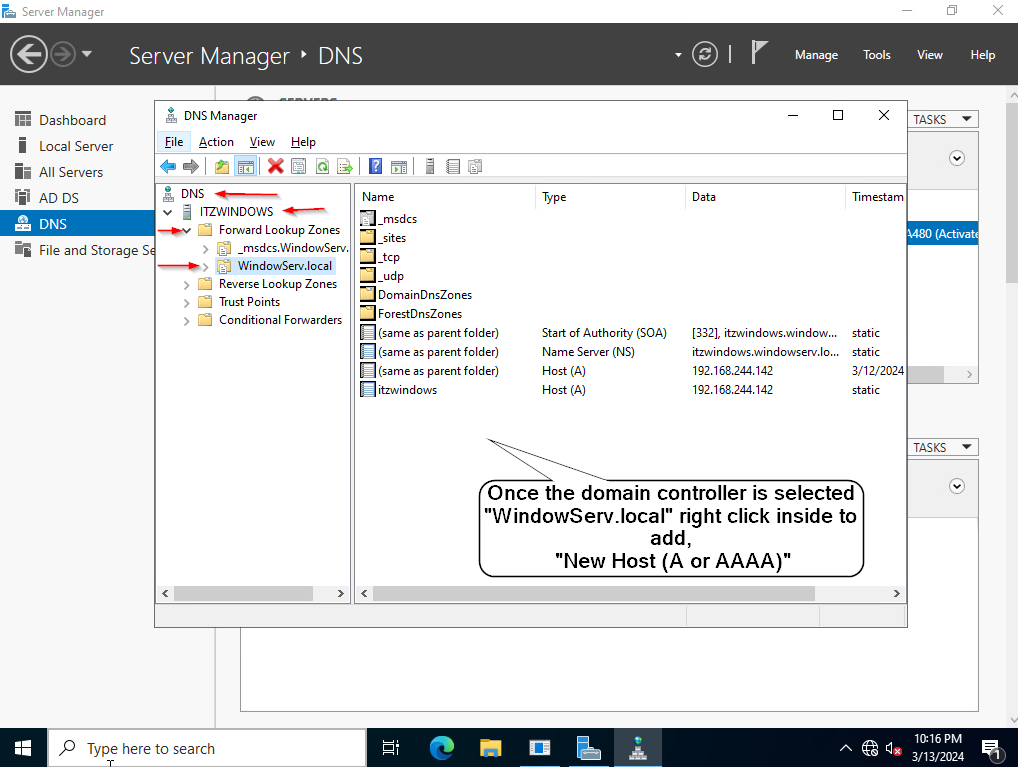 Server Manager
Server Manager ‣ DNS
Manage Tools View Help
Dashboard
Local Server
All Servers
AD DS
DNS
File and Storage Se
TASKS
A480 (Activate
TASKS
DNS Manager
File Action View Help
DNS
ITZWINDOWS
Forward Lookup Zones
_msdcs.WindowServ.
WindowServ.local
Reverse Lookup Zones
Trust Points
Conditional Forwarders
Name Type Data Timestam
_msdcs
_sites
_tcp
_udp
DomainDnsZones
ForestDnsZones
(same as parent folder) Start of Authority (SOA) [332], itzwindows.window... static
(same as parent folder) Name Server (NS) itzwindows.windowserv.lo... static
(same as parent folder) Host (A) 192.168.244.142 3/12/2024
itzwindows Host (A) 192.168.244.142 static
Once the domain controller is selected
"WindowServ.local" right click inside to
add,
"New Host (A or AAAA)"
Type here to search
10:16 PM
3/13/2024
1